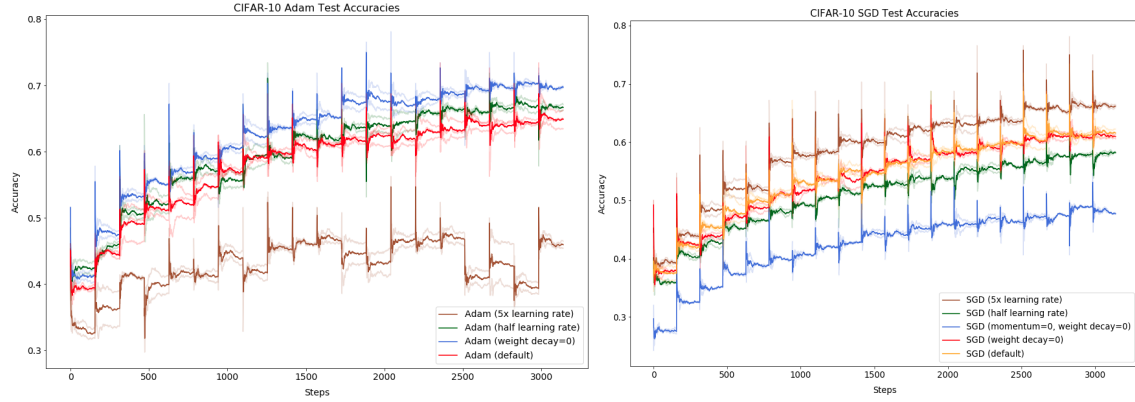 CIFAR-10 Adam Test Accuracies
Accuracy
0.8
0.7
0.6
0.5
0.4
0.3
0
500
1000
1500
2000
2500
3000
Steps
Adam (5x learning rate)
Adam (half learning rate)
Adam (weight decay=0)
Adam (default)
CIFAR-10 SGD Test Accuracies
Accuracy
0.8
0.7
0.6
0.5
0.4
0.3
0
500
1000
1500
2000
2500
3000
Steps
SGD (5x learning rate)
SGD (half learning rate)
SGD (momentum=0, weight decay=0)
SGD (weight decay=0)
SGD (default)